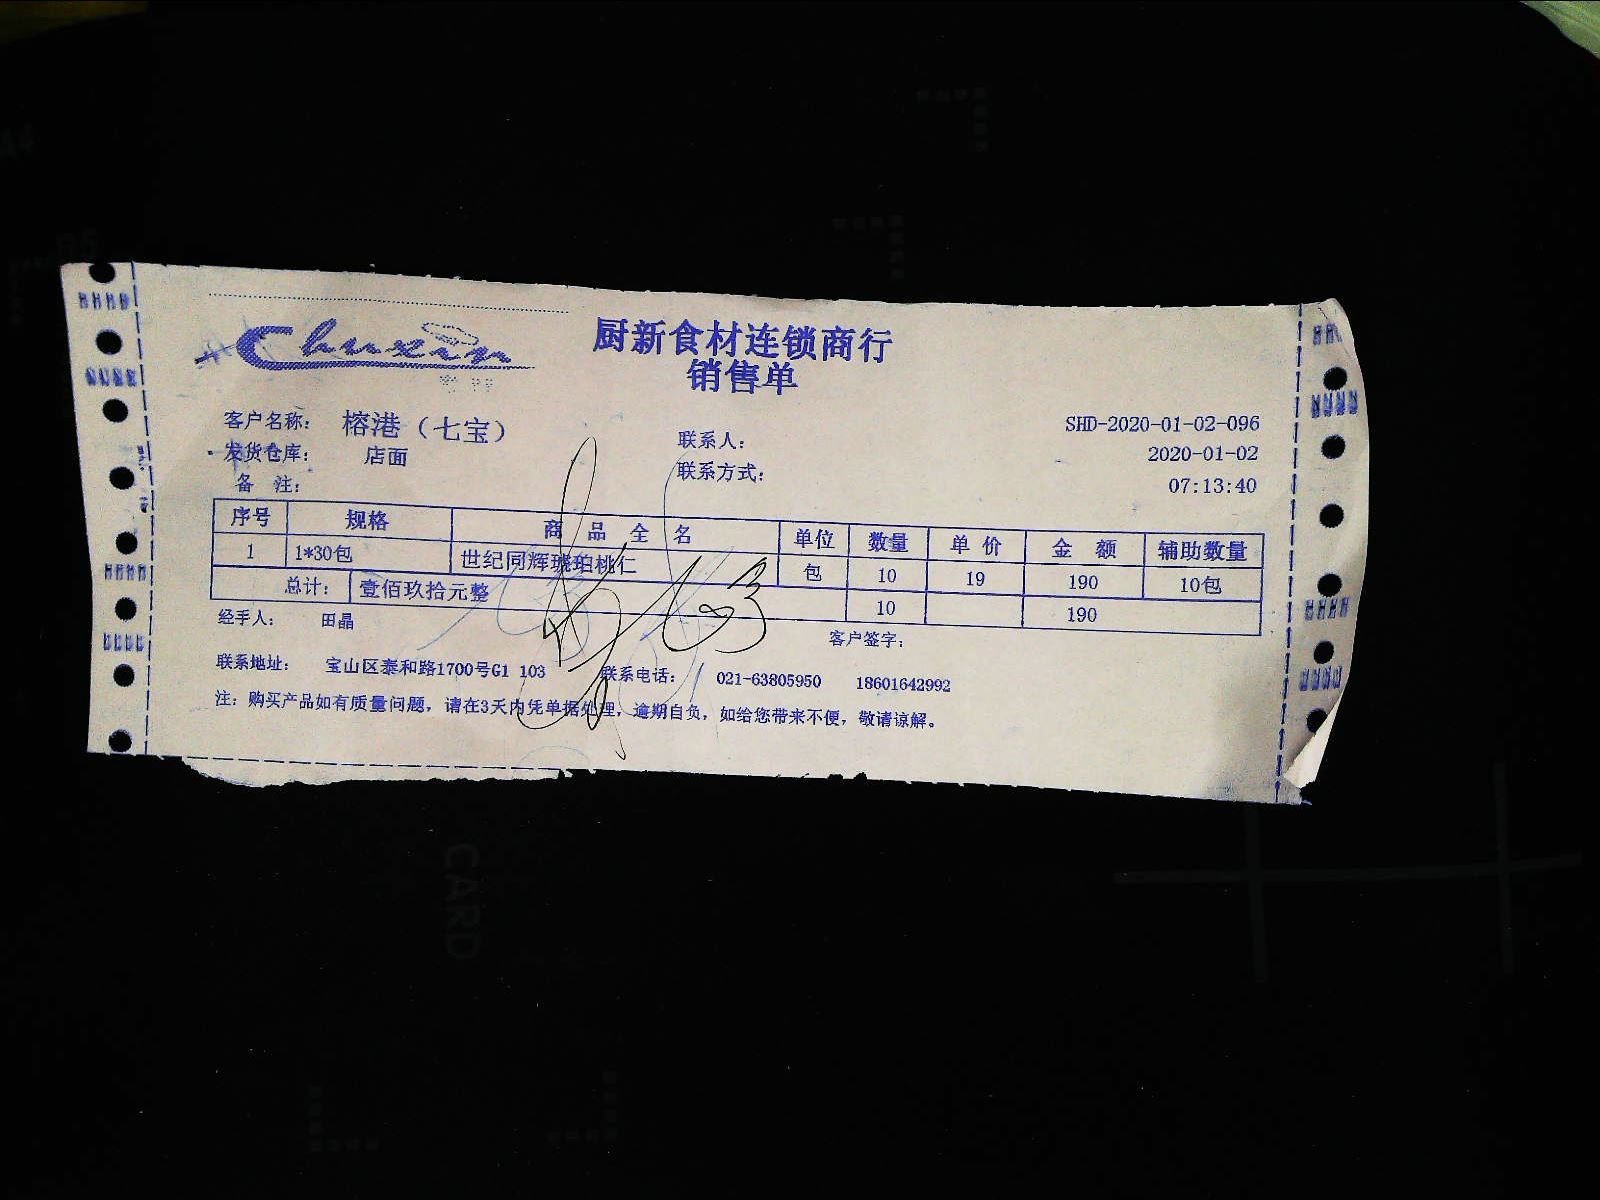 Chuxin
厨新食材连锁商行
销售单
客户名称： 榕港（七宝） 联系人： SHD-2020-01-02-096
发货仓库： 店面 联系方式： 2020-01-02
备 注： 07:13:40
序号 规格 商 品 全 名 单位 数量 单 价 金 额 辅助数量
1 1*30包 世纪同辉琥珀桃仁 包 10 19 190 10包
总计： 壹佰玖拾元整 10 190
经手人： 田晶 客户签字：
联系地址： 宝山区泰和路1700号G1 103 联系电话： 021-63805950 18601642992
注：购买产品如有质量问题，请在3天内凭单据处理，逾期自负，如给您带来不便，敬请谅解。
CARD